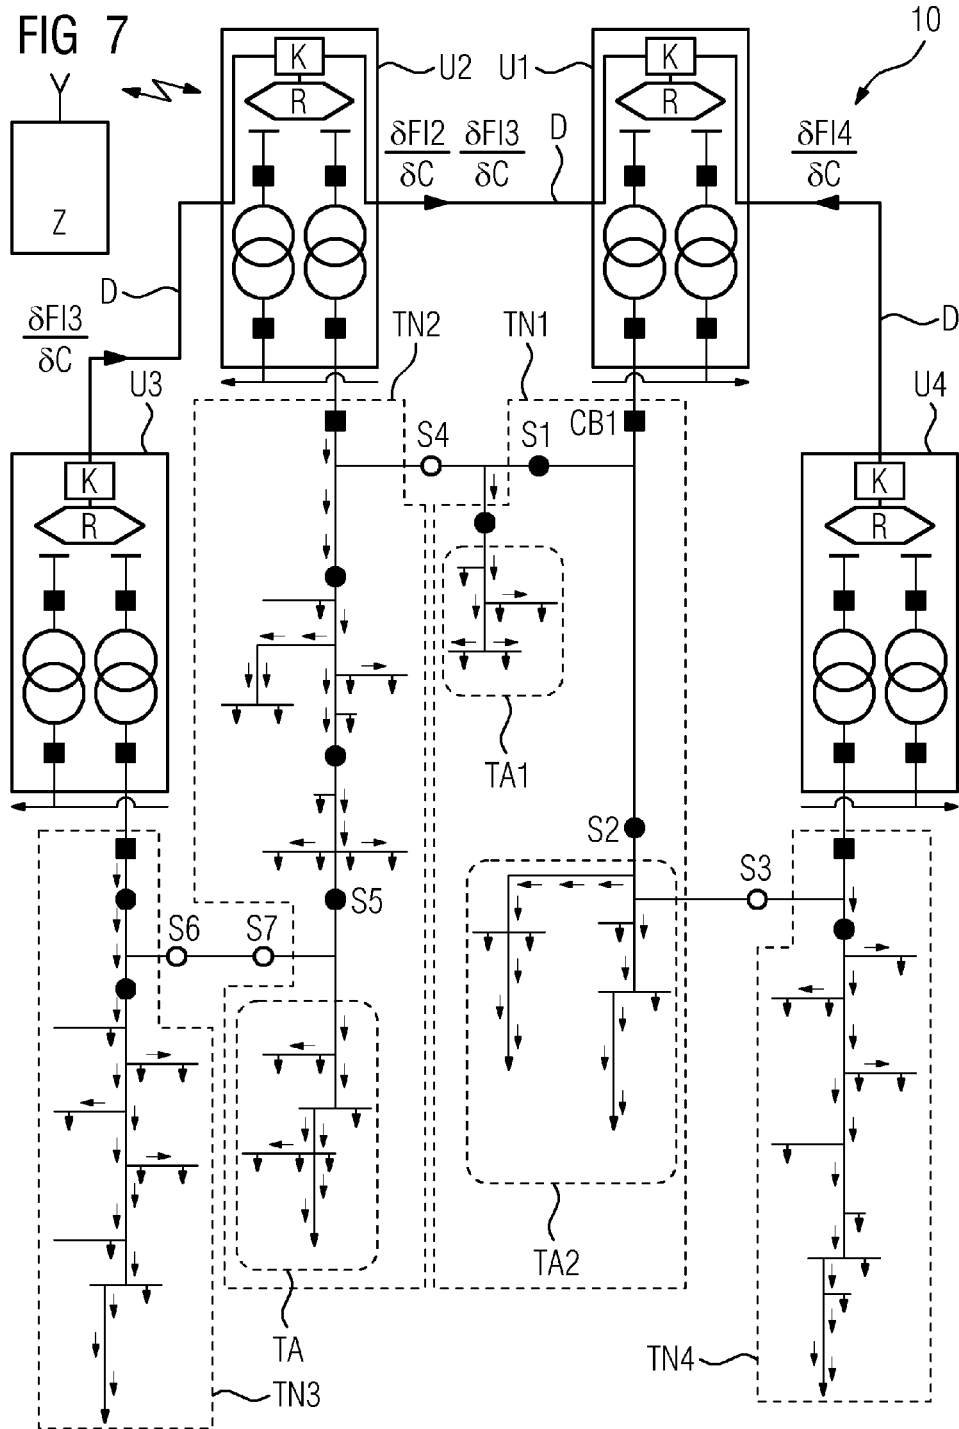 FIG 7
10
K
R
U2
U1
K
R
Z
δFI2
δC
δFI3
δC
D
δFI4
δC
D
D
δFI3
δC
TN2
TN1
U3
U4
CB1
S4
S1
K
R
K
R
TA1
S2
S3
S5
S6
S7
TA2
TA
TN3
TN4